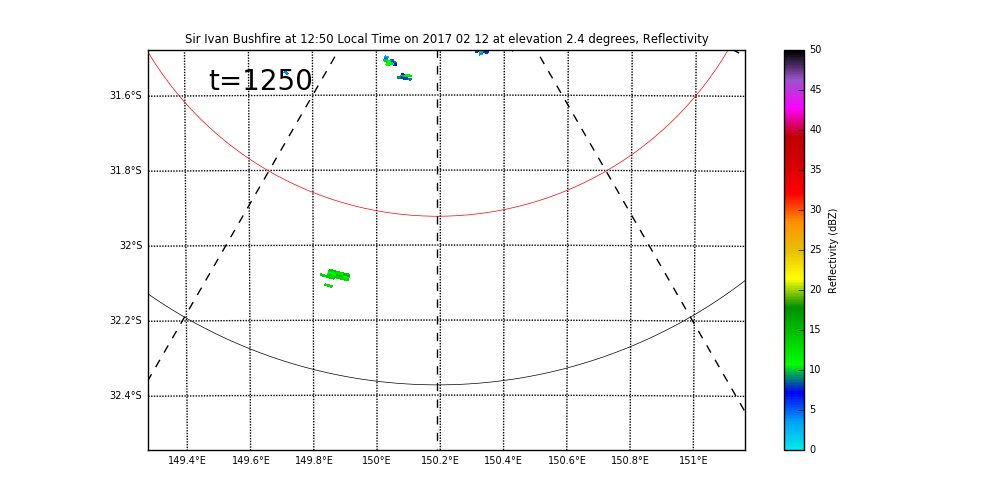 Sir Ivan Bushfire at 12:50 Local Time on 2017 02 12 at elevation 2.4 degrees, Reflectivity
t=1250
31.6°S
31.8°S
32°S
32.2°S
32.4°S
149.4°E 149.6°E 149.8°E 150°E 150.2°E 150.4°E 150.6°E 150.8°E 151°E
50
45
40
35
30
25
20
15
10
5
0
Reflectivity (dBZ)